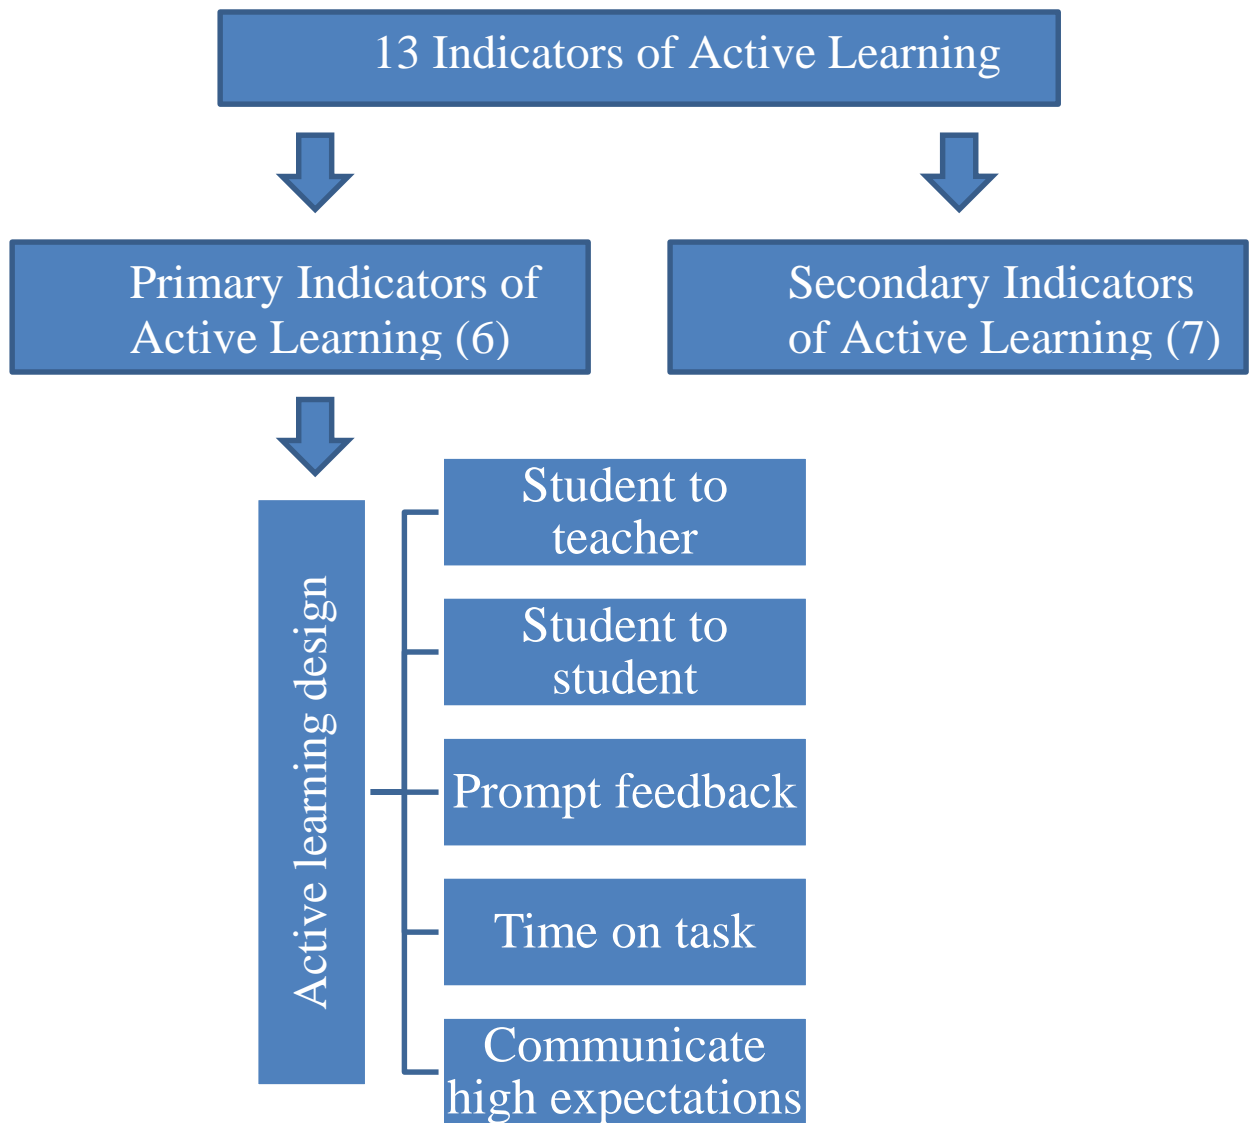 13 Indicators of Active Learning
Primary Indicators of
Active Learning (6)
Secondary Indicators
of Active Learning (7)
Active learning design
Student to
teacher
Student to
student
Prompt feedback
Time on task
Communicate
high expectations